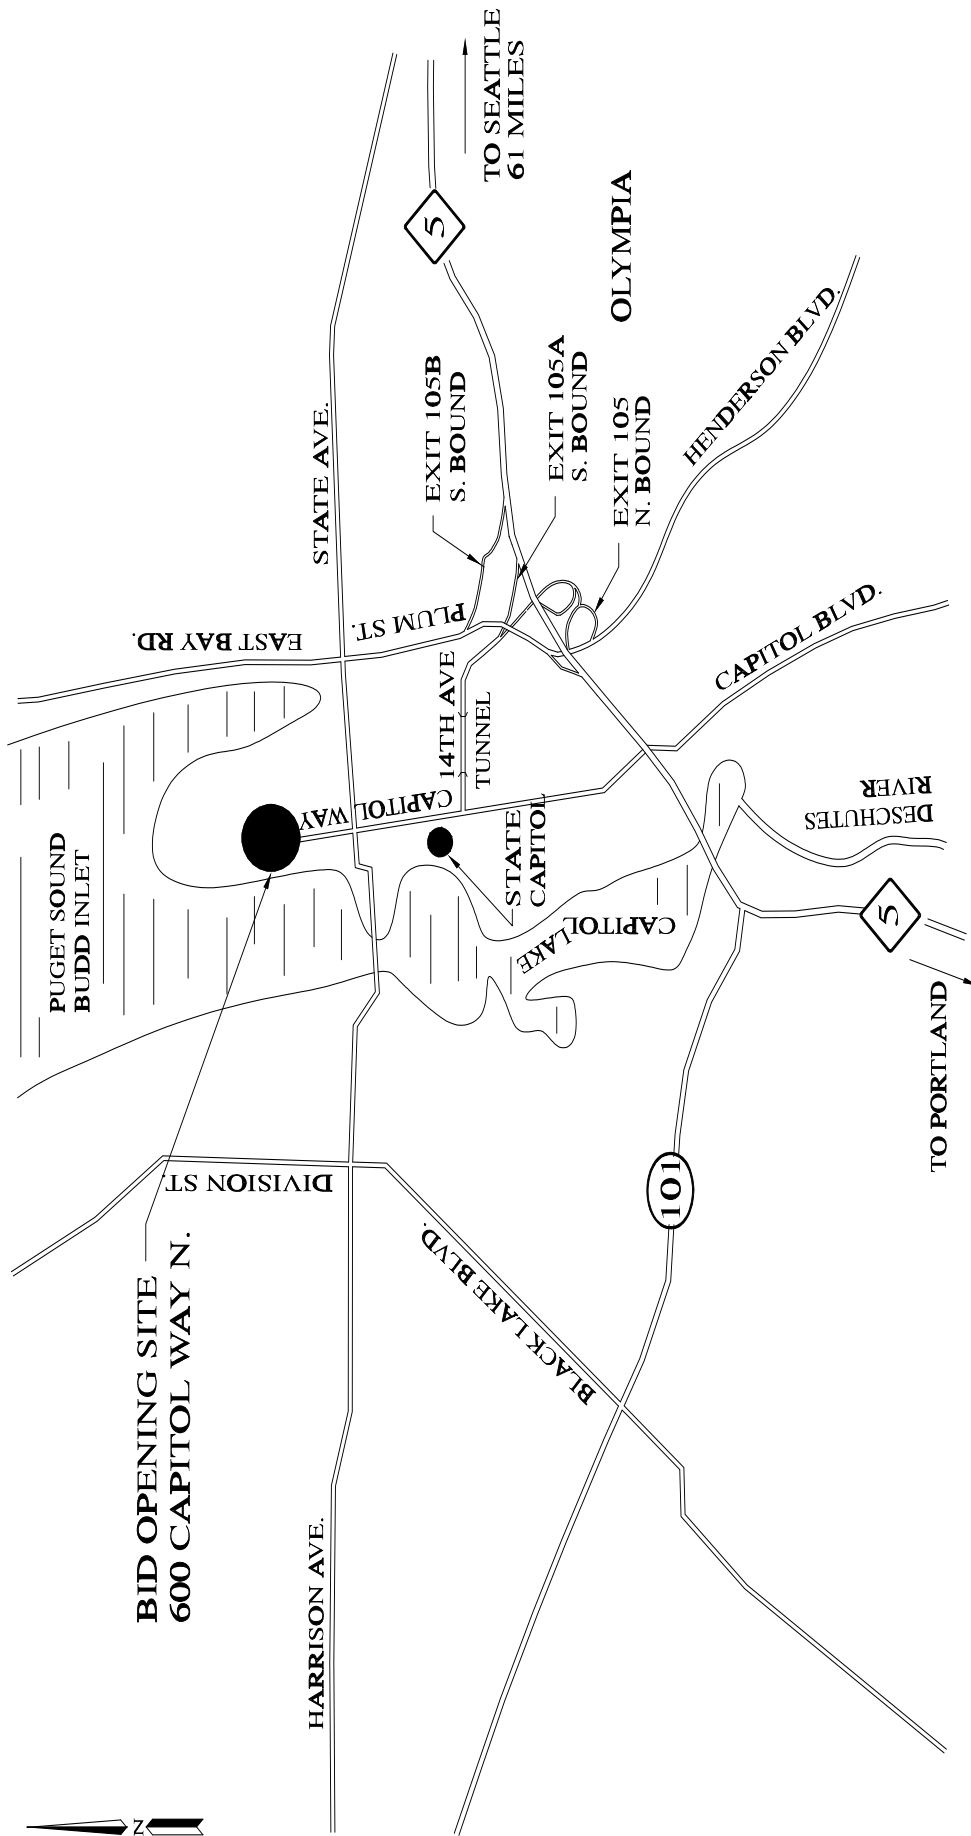 PUGET SOUND
BUDD INLET
BID OPENING SITE
600 CAPITOL WAY N.
EAST BAY RD.
STATE AVE.
PLUM ST.
EXIT 105B
S. BOUND
5
TO SEATTLE
61 MILES
EXIT 105A
S. BOUND
OLYMPIA
EXIT 105
N. BOUND
HENDERSON BLVD.
CAPITOL BLVD.
14TH AVE
TUNNEL
CAPITOL WAY
STATE
CAPITOL
CAPITOL
LAKE
DESCHUTES
RIVER
5
TO PORTLAND
DIVISION ST.
BLACK LAKE BLVD.
101
HARRISON AVE.
N